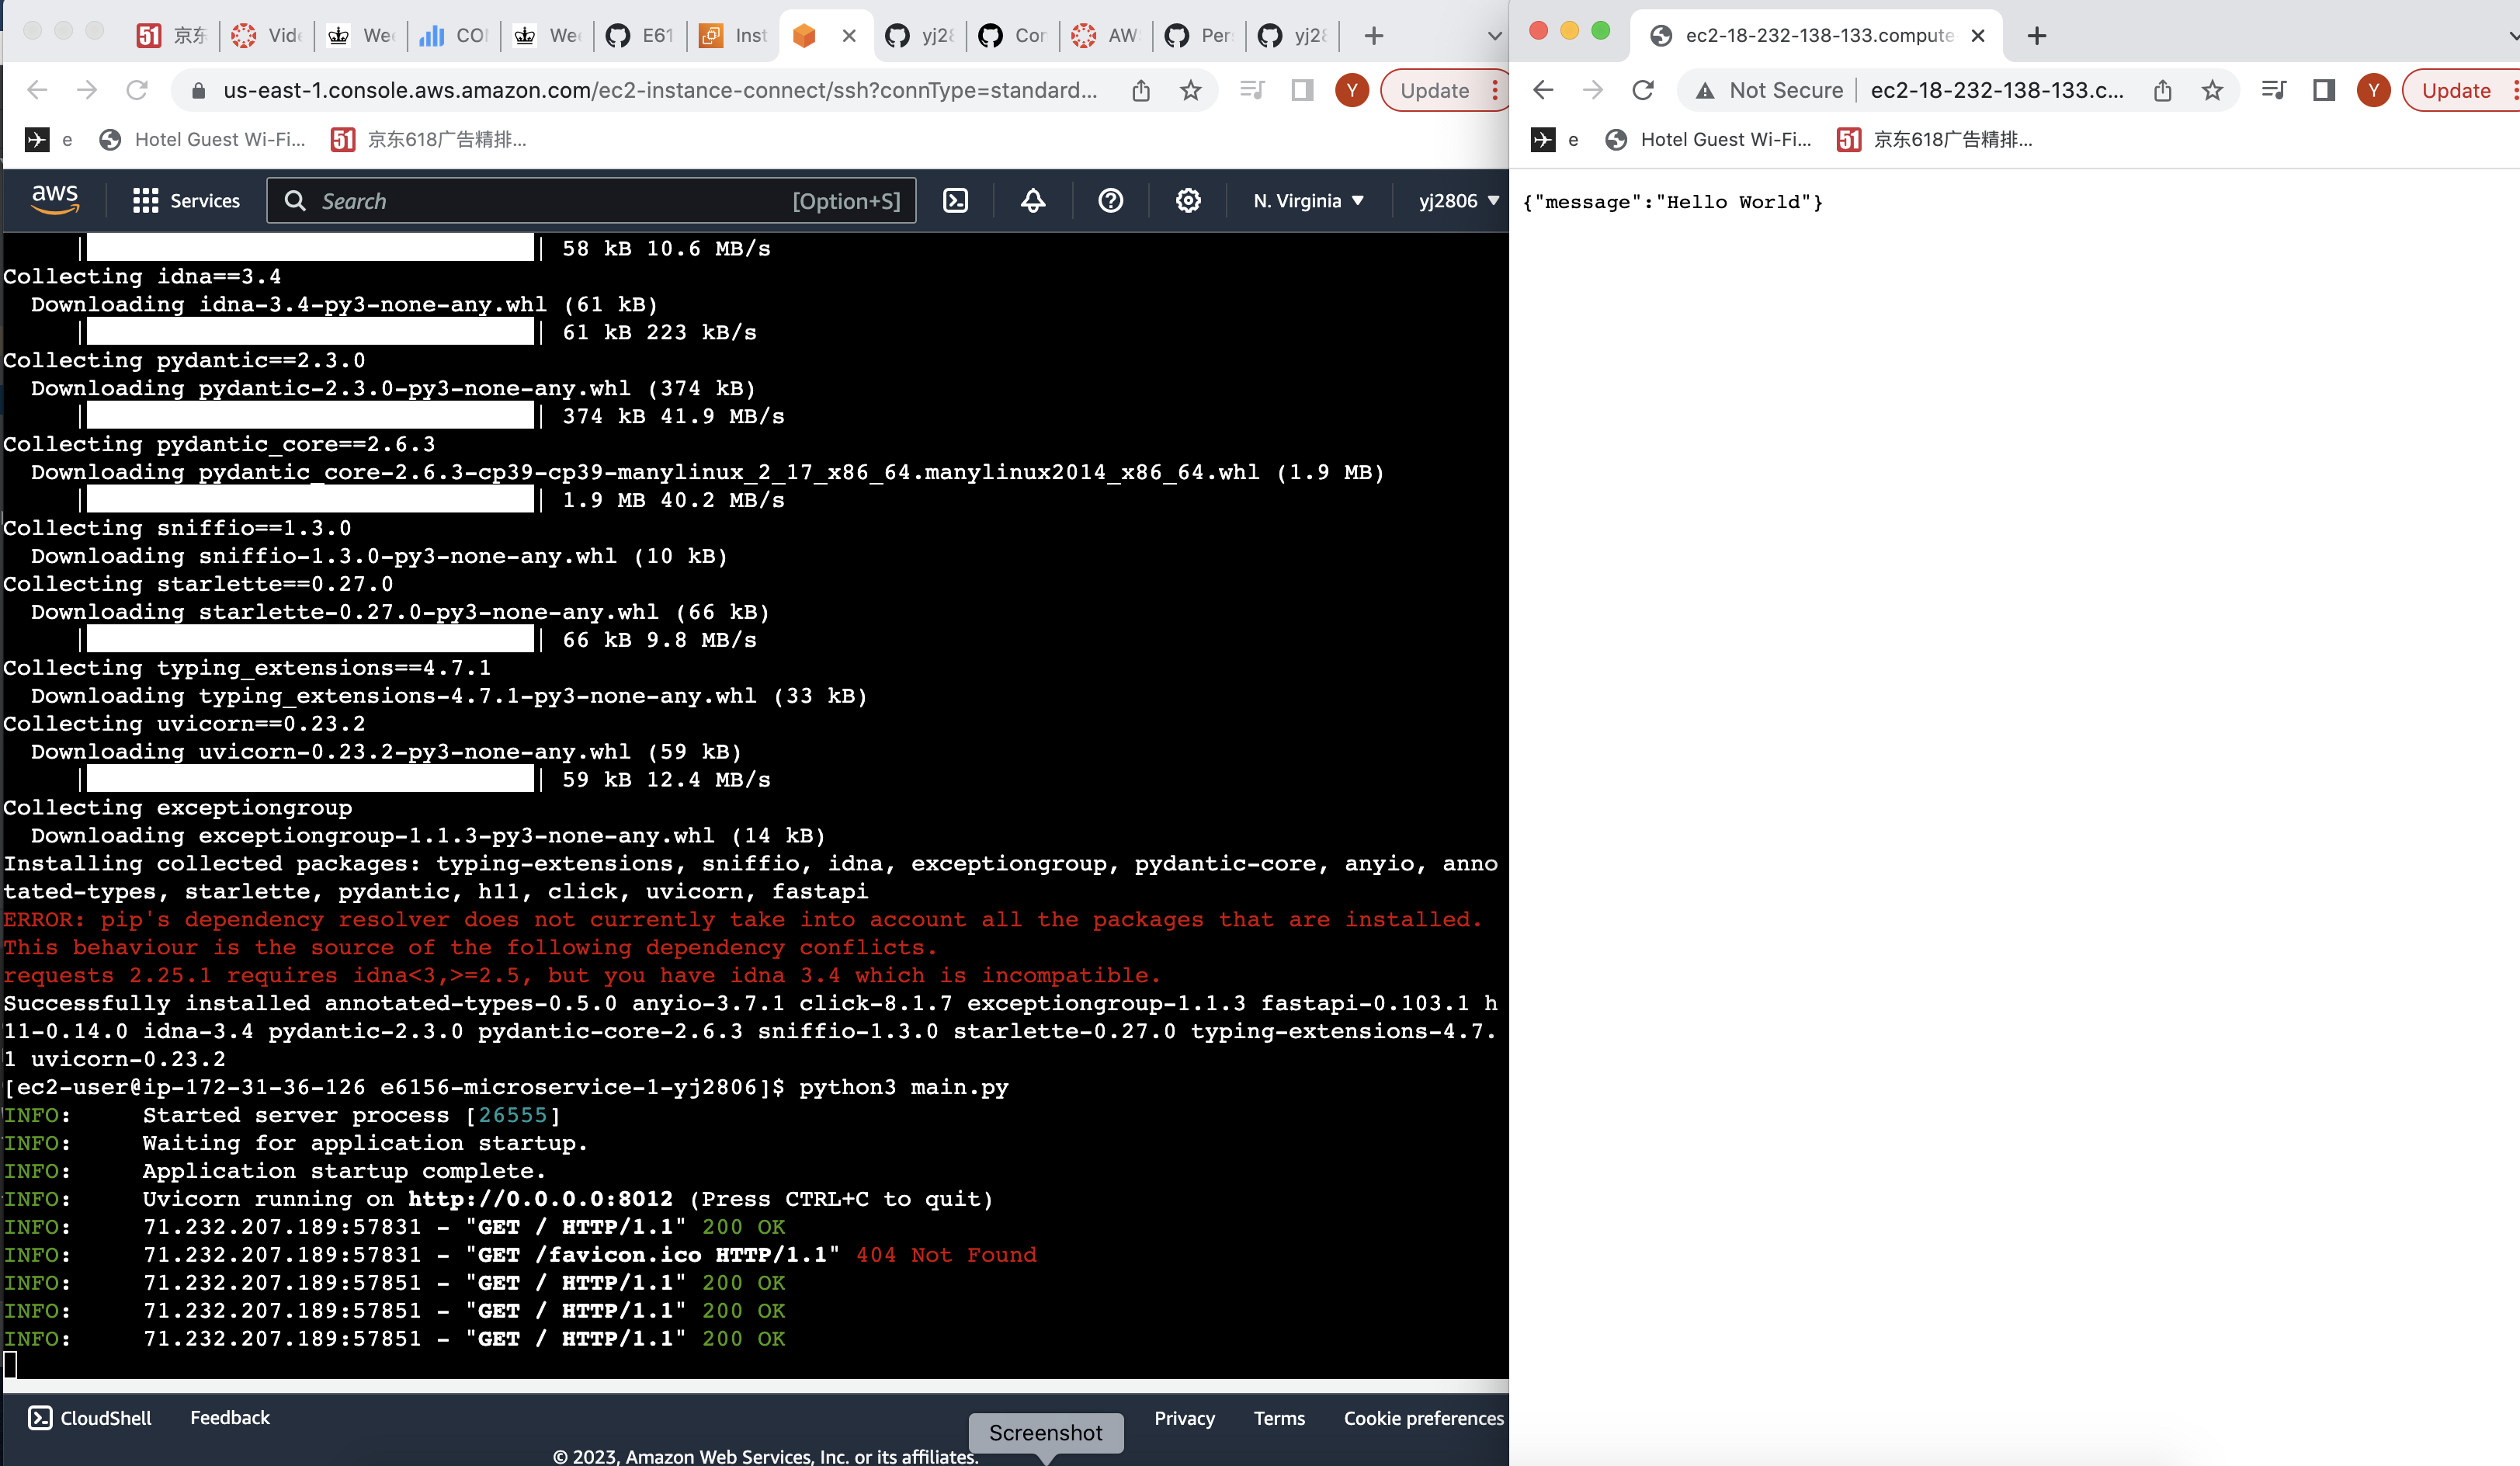 京东
Vid
We
CO
We
E61
Inst
yj28
Con
AW
Per
yj28
us-east-1.console.aws.amazon.com/ec2-instance-connect/ssh?connType=standard...
Y
Update
e
Hotel Guest Wi-Fi...
51
京东618广告精排...
aws
Services
Search
[Option+S]
N. Virginia
yj2806
| | 58 kB 10.6 MB/s
Collecting idna==3.4
Downloading idna-3.4-py3-none-any.whl (61 kB)
| | 61 kB 223 kB/s
Collecting pydantic==2.3.0
Downloading pydantic-2.3.0-py3-none-any.whl (374 kB)
| | 374 kB 41.9 MB/s
Collecting pydantic_core==2.6.3
Downloading pydantic_core-2.6.3-cp39-cp39-manylinux_2_17_x86_64.manylinux2014_x86_64.whl (1.9 MB)
| | 1.9 MB 40.2 MB/s
Collecting sniffio==1.3.0
Downloading sniffio-1.3.0-py3-none-any.whl (10 kB)
Collecting starlette==0.27.0
Downloading starlette-0.27.0-py3-none-any.whl (66 kB)
| | 66 kB 9.8 MB/s
Collecting typing_extensions==4.7.1
Downloading typing_extensions-4.7.1-py3-none-any.whl (33 kB)
Collecting uvicorn==0.23.2
Downloading uvicorn-0.23.2-py3-none-any.whl (59 kB)
| | 59 kB 12.4 MB/s
Collecting exceptiongroup
Downloading exceptiongroup-1.1.3-py3-none-any.whl (14 kB)
Installing collected packages: typing-extensions, sniffio, idna, exceptiongroup, pydantic-core, anyio, anno
tated-types, starlette, pydantic, h11, click, uvicorn, fastapi
ERROR: pip's dependency resolver does not currently take into account all the packages that are installed.
This behaviour is the source of the following dependency conflicts.
requests 2.25.1 requires idna<3,>=2.5, but you have idna 3.4 which is incompatible.
Successfully installed annotated-types-0.5.0 anyio-3.7.1 click-8.1.7 exceptiongroup-1.1.3 fastapi-0.103.1 h
11-0.14.0 idna-3.4 pydantic-2.3.0 pydantic-core-2.6.3 sniffio-1.3.0 starlette-0.27.0 typing-extensions-4.7.
1 uvicorn-0.23.2
[ec2-user@ip-172-31-36-126 e6156-microservice-1-yj2806]$ python3 main.py
INFO: Started server process [26555]
INFO: Waiting for application startup.
INFO: Application startup complete.
INFO: Uvicorn running on http://0.0.0.0:8012 (Press CTRL+C to quit)
INFO: 71.232.207.189:57831 - "GET / HTTP/1.1" 200 OK
INFO: 71.232.207.189:57831 - "GET /favicon.ico HTTP/1.1" 404 Not Found
INFO: 71.232.207.189:57851 - "GET / HTTP/1.1" 200 OK
INFO: 71.232.207.189:57851 - "GET / HTTP/1.1" 200 OK
INFO: 71.232.207.189:57851 - "GET / HTTP/1.1" 200 OK
CloudShell
Feedback
Privacy
Terms
Cookie preferences
Screenshot
© 2023, Amazon Web Services, Inc. or its affiliates.
ec2-18-232-138-133.compute
Not Secure
ec2-18-232-138-133.c...
Y
Update
e
Hotel Guest Wi-Fi...
51
京东618广告精排...
{"message":"Hello World"}